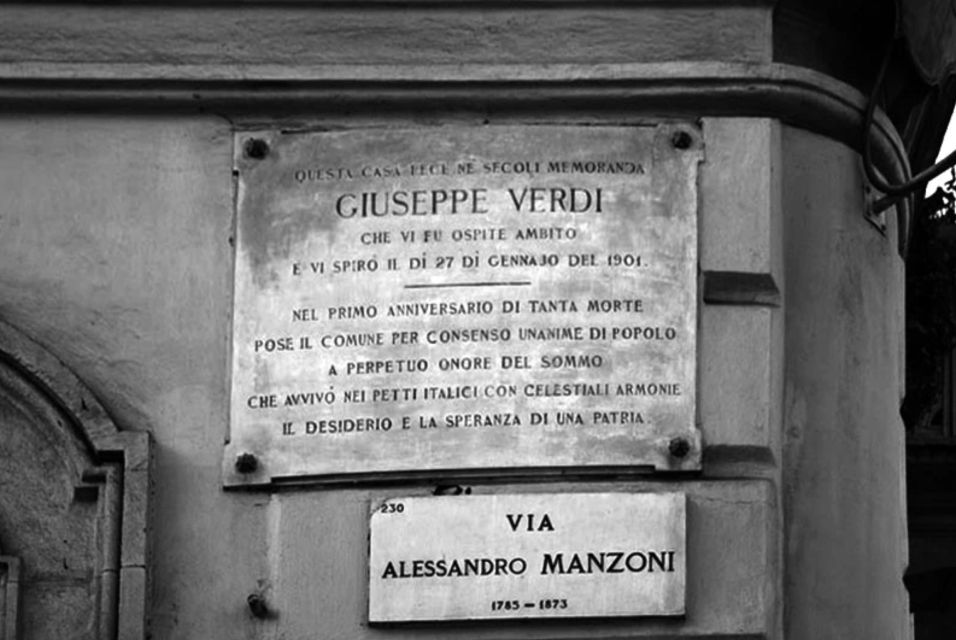 QUESTA CASA FECE NE SECOLI MEMORANDA
GIUSEPPE VERDI
CHE VI FU OSPITE AMBITO
E VI SPIRÒ IL DÌ 27 DI GENNAJO DEL 1901.
NEL PRIMO ANNIVERSARIO DI TANTA MORTE
POSE IL COMUNE PER CONSENSO UNANIME DI POPOLO
A PERPETUO ONORE DEL SOMMO
CHE AVVIVÒ NEI PETTI ITALICI CON CELESTIALI ARMONIE
IL DESIDERIO E LA SPERANZA DI UNA PATRIA.
230
VIA
ALESSANDRO MANZONI
1785 – 1873